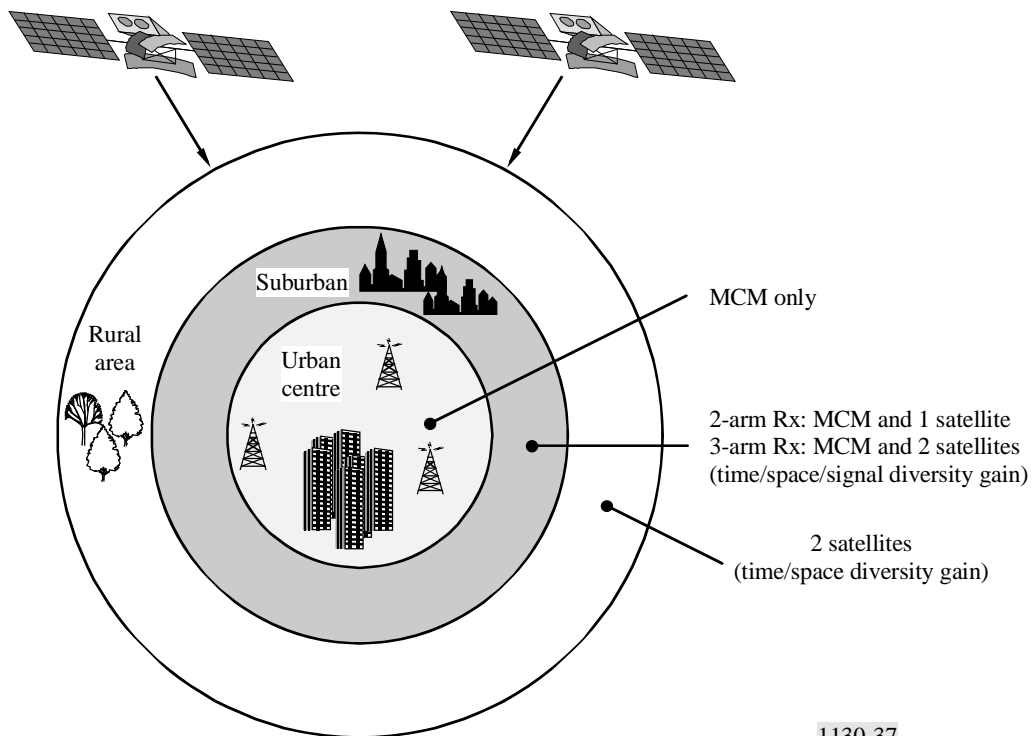 Suburban
MCM only
Rural
area
Urban
centre
2-arm Rx: MCM and 1 satellite
3-arm Rx: MCM and 2 satellites
(time/space/signal diversity gain)
2 satellites
(time/space diversity gain)
1130-37